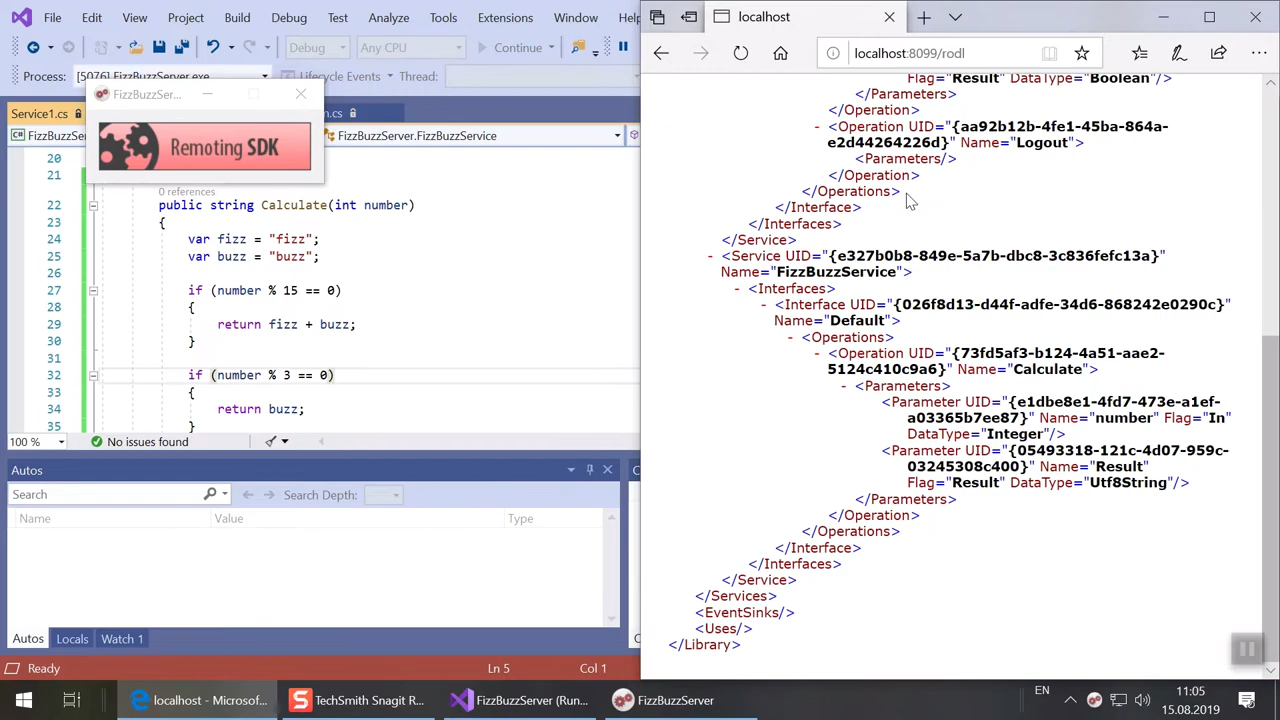 File Edit View Project Build Debug Test Analyze Tools Extensions Window
Debug Any CPU Continue
Process: [5076] FizzBuzzServer.exe Lifecycle Events Thread:
FizzBuzzSer...
Remoting SDK
Service1.cs
.cs
FizzBuzzServer.FizzBuzzService
20
21
0 references
22 public string Calculate(int number)
23 {
24 var fizz = "fizz";
25 var buzz = "buzz";
26
27 if (number % 15 == 0)
28 {
29 return fizz + buzz;
30 }
31
32 if (number % 3 == 0)
33 {
34 return buzz;
35 }
100 % No issues found
Autos
Search Search Depth:
Name Value Type
Autos Locals Watch 1
Ready Ln 5 Col 1
localhost
localhost:8099/rodl
Flag="Result" DataType="Boolean"/>
</Parameters>
</Operation>
- <Operation UID="{aa92b12b-4fe1-45ba-864a-
e2d44264226d}" Name="Logout">
<Parameters/>
</Operation>
</Operations>
</Interface>
</Interfaces>
</Service>
- <Service UID="{e327b0b8-849e-5a7b-dbc8-3c836fefc13a}"
Name="FizzBuzzService">
- <Interfaces>
- <Interface UID="{026f8d13-d44f-adfe-34d6-868242e0290c}"
Name="Default">
- <Operations>
- <Operation UID="{73fd5af3-b124-4a51-aae2-
5124c410c9a6}" Name="Calculate">
- <Parameters>
<Parameter UID="{e1dbe8e1-4fd7-473e-a1ef-
a03365b7ee87}" Name="number" Flag="In"
DataType="Integer"/>
<Parameter UID="{05493318-121c-4d07-959c-
03245308c400}" Name="Result"
Flag="Result" DataType="Utf8String"/>
</Parameters>
</Operation>
</Operations>
</Interface>
</Interfaces>
</Service>
</Services>
<EventSinks/>
<Uses/>
</Library>
localhost - Microsof... TechSmith Snagit R... FizzBuzzServer (Run... FizzBuzzServer
EN 11:05
15.08.2019